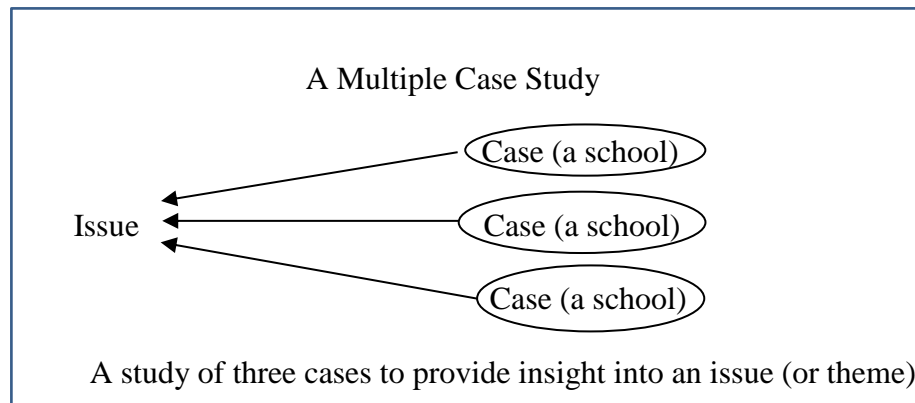 A Multiple Case Study
Case (a school)
Issue
Case (a school)
Case (a school)
A study of three cases to provide insight into an issue (or theme)